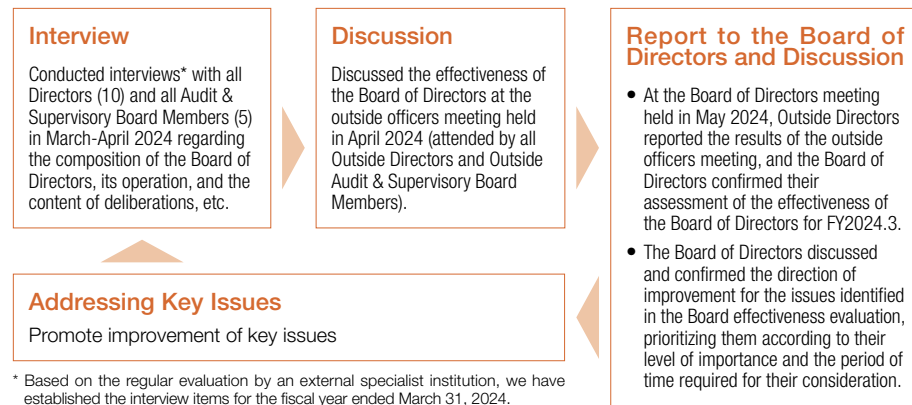 Interview
Conducted interviews* with all
Directors (10) and all Audit &
Supervisory Board Members (5)
in March-April 2024 regarding
the composition of the Board of
Directors, its operation, and the
content of deliberations, etc.
Discussion
Discussed the effectiveness of
the Board of Directors at the
outside officers meeting held
in April 2024 (attended by all
Outside Directors and Outside
Audit & Supervisory Board
Members).
Report to the Board of
Directors and Discussion
• At the Board of Directors meeting
held in May 2024, Outside Directors
reported the results of the outside
officers meeting, and the Board of
Directors confirmed their
assessment of the effectiveness of
the Board of Directors for FY2024.3.
• The Board of Directors discussed
and confirmed the direction of
improvement for the issues identified
in the Board effectiveness evaluation,
prioritizing them according to their
level of importance and the period of
time required for their consideration.
Addressing Key Issues
Promote improvement of key issues
* Based on the regular evaluation by an external specialist institution, we have
established the interview items for the fiscal year ended March 31, 2024.